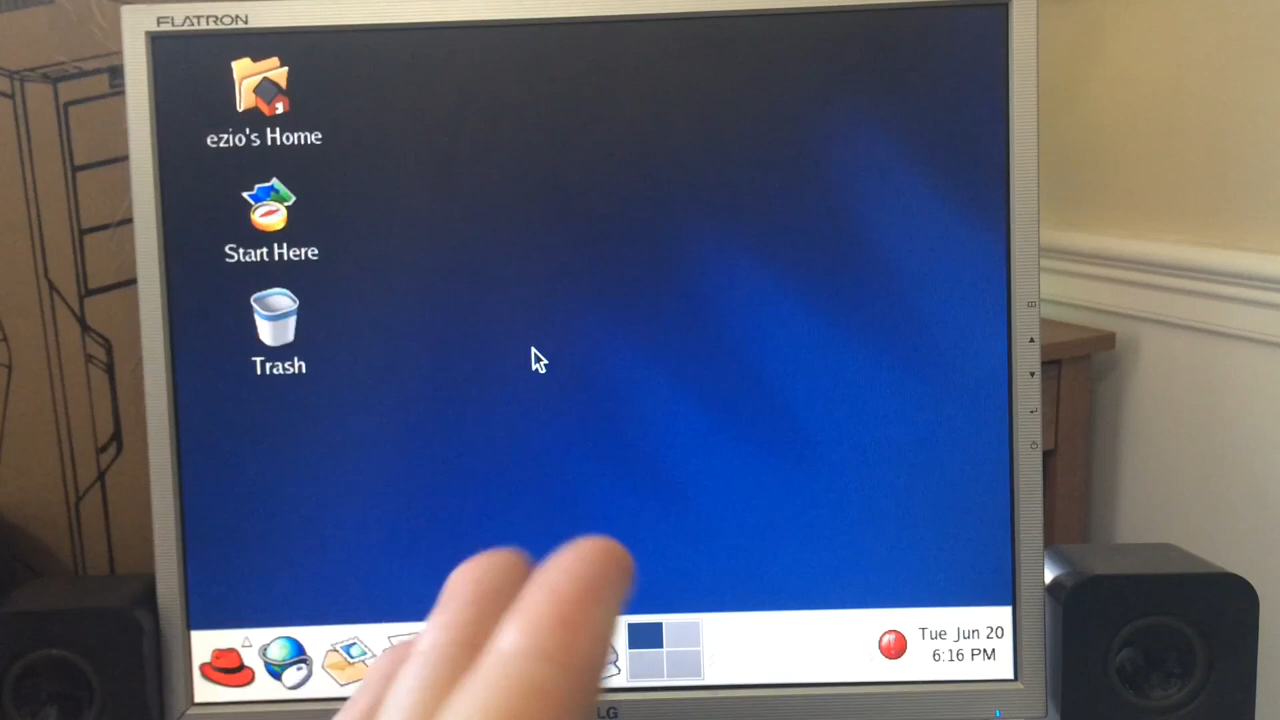 FLATRON
ezio's Home
Start Here
Trash
Tue Jun 20
6:16 PM
LG